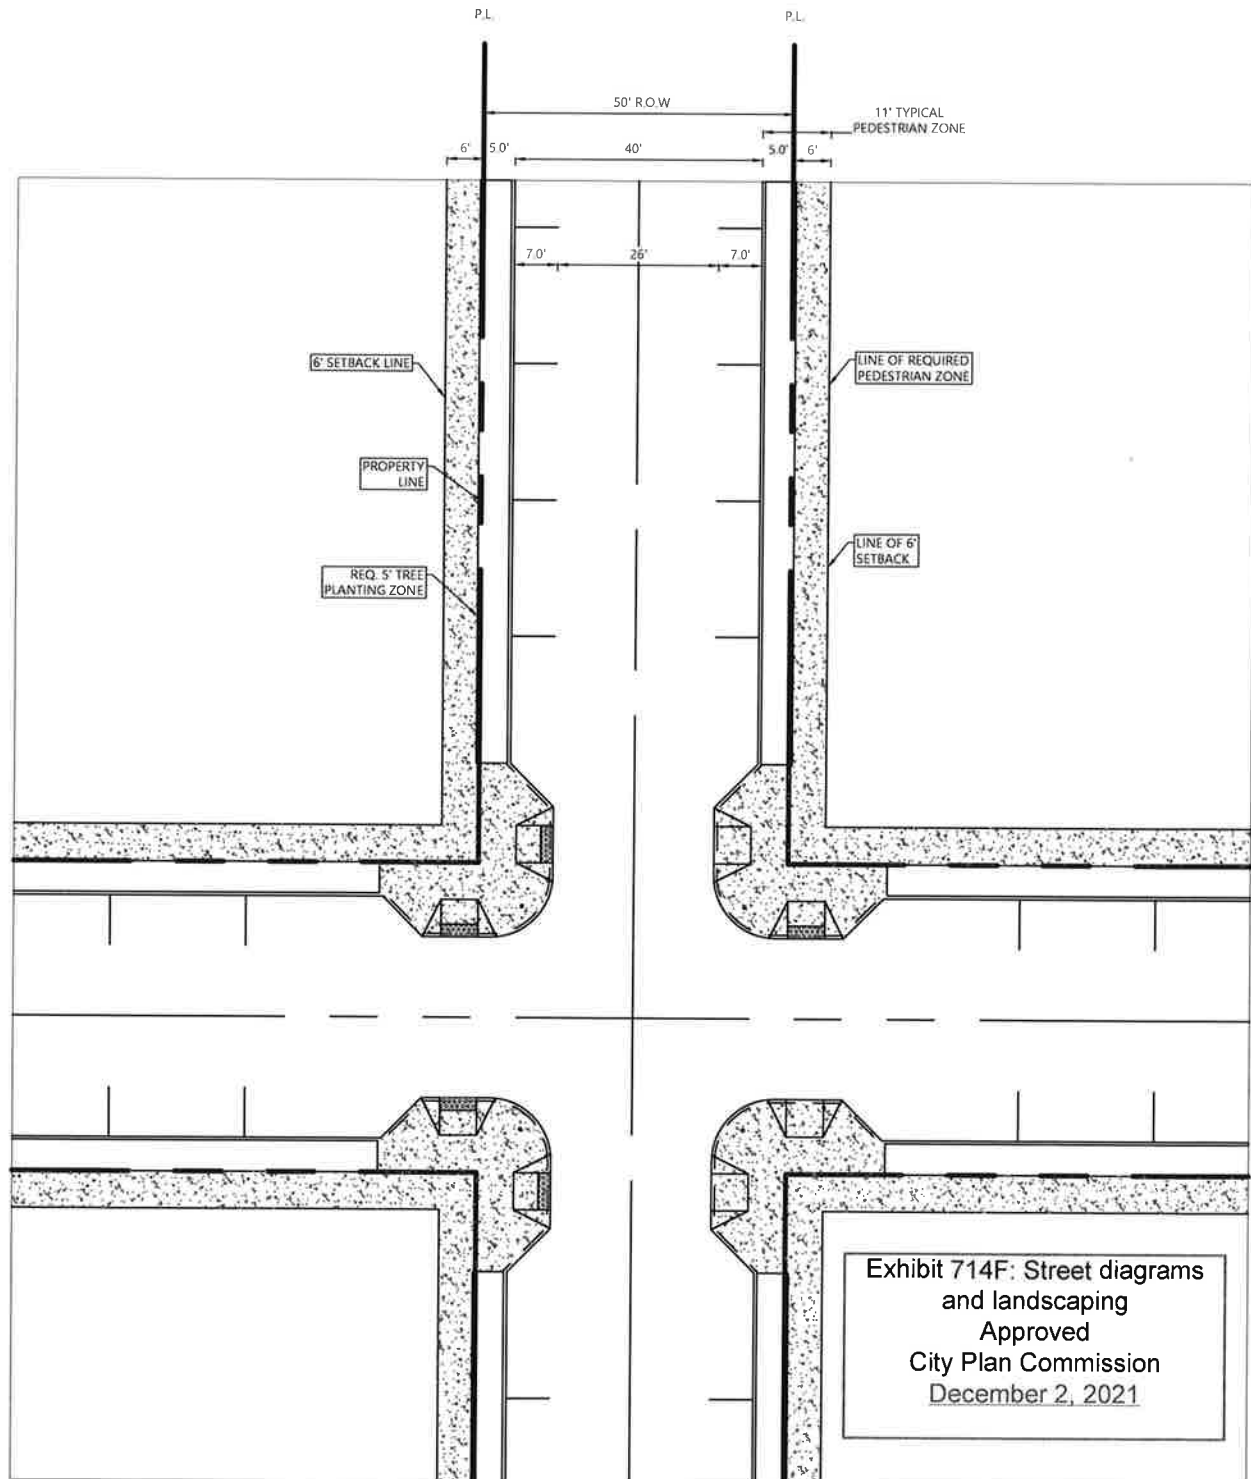 P.L.
P.L.
50' R.O.W
11' TYPICAL
PEDESTRIAN ZONE
6'
5.0'
40'
5.0'
6'
7.0'
26'
7.0'
6' SETBACK LINE
LINE OF REQUIRED
PEDESTRIAN ZONE
PROPERTY
LINE
LINE OF 6'
SETBACK
REQ. 5' TREE
PLANTING ZONE
Exhibit 714F: Street diagrams
and landscaping
Approved
City Plan Commission
December 2, 2021